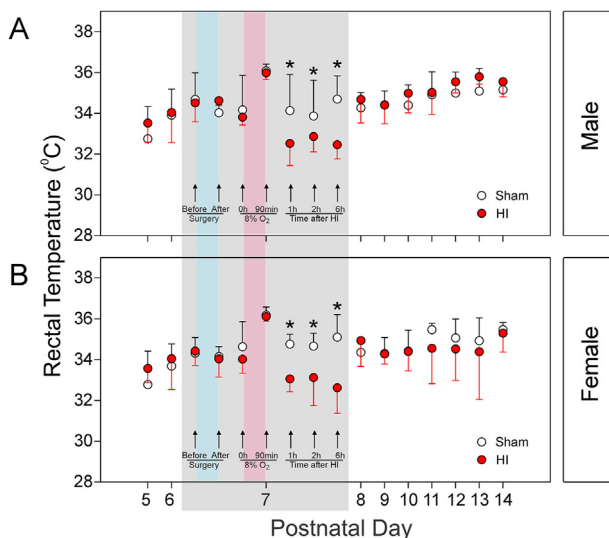 A
38
36
34
32
30
28
* * *
Before After
Surgery
0h 90min
8% O₂
1h 2h 6h
Time after HI
Sham
HI
Male
Rectal Temperature (⁰C)
B
38
36
34
32
30
28
* * *
Before After
Surgery
0h 90min
8% O₂
1h 2h 6h
Time after HI
Sham
HI
Female
5 6 7 8 9 10 11 12 13 14
Postnatal Day